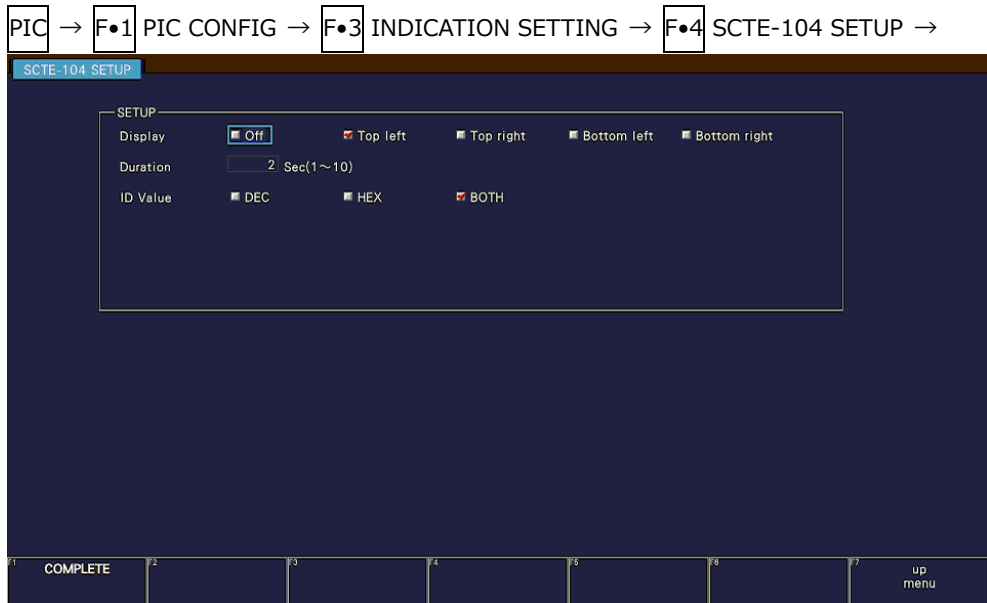 PIC → F•1 PIC CONFIG → F•3 INDICATION SETTING → F•4 SCTE-104 SETUP →
SCTE-104 SETUP
SETUP
Display Off Top left Top right Bottom left Bottom right
Duration 2 Sec(1～10)
ID Value DEC HEX BOTH
F1 COMPLETE F2 F3 F4 F5 F6 F7 up
menu